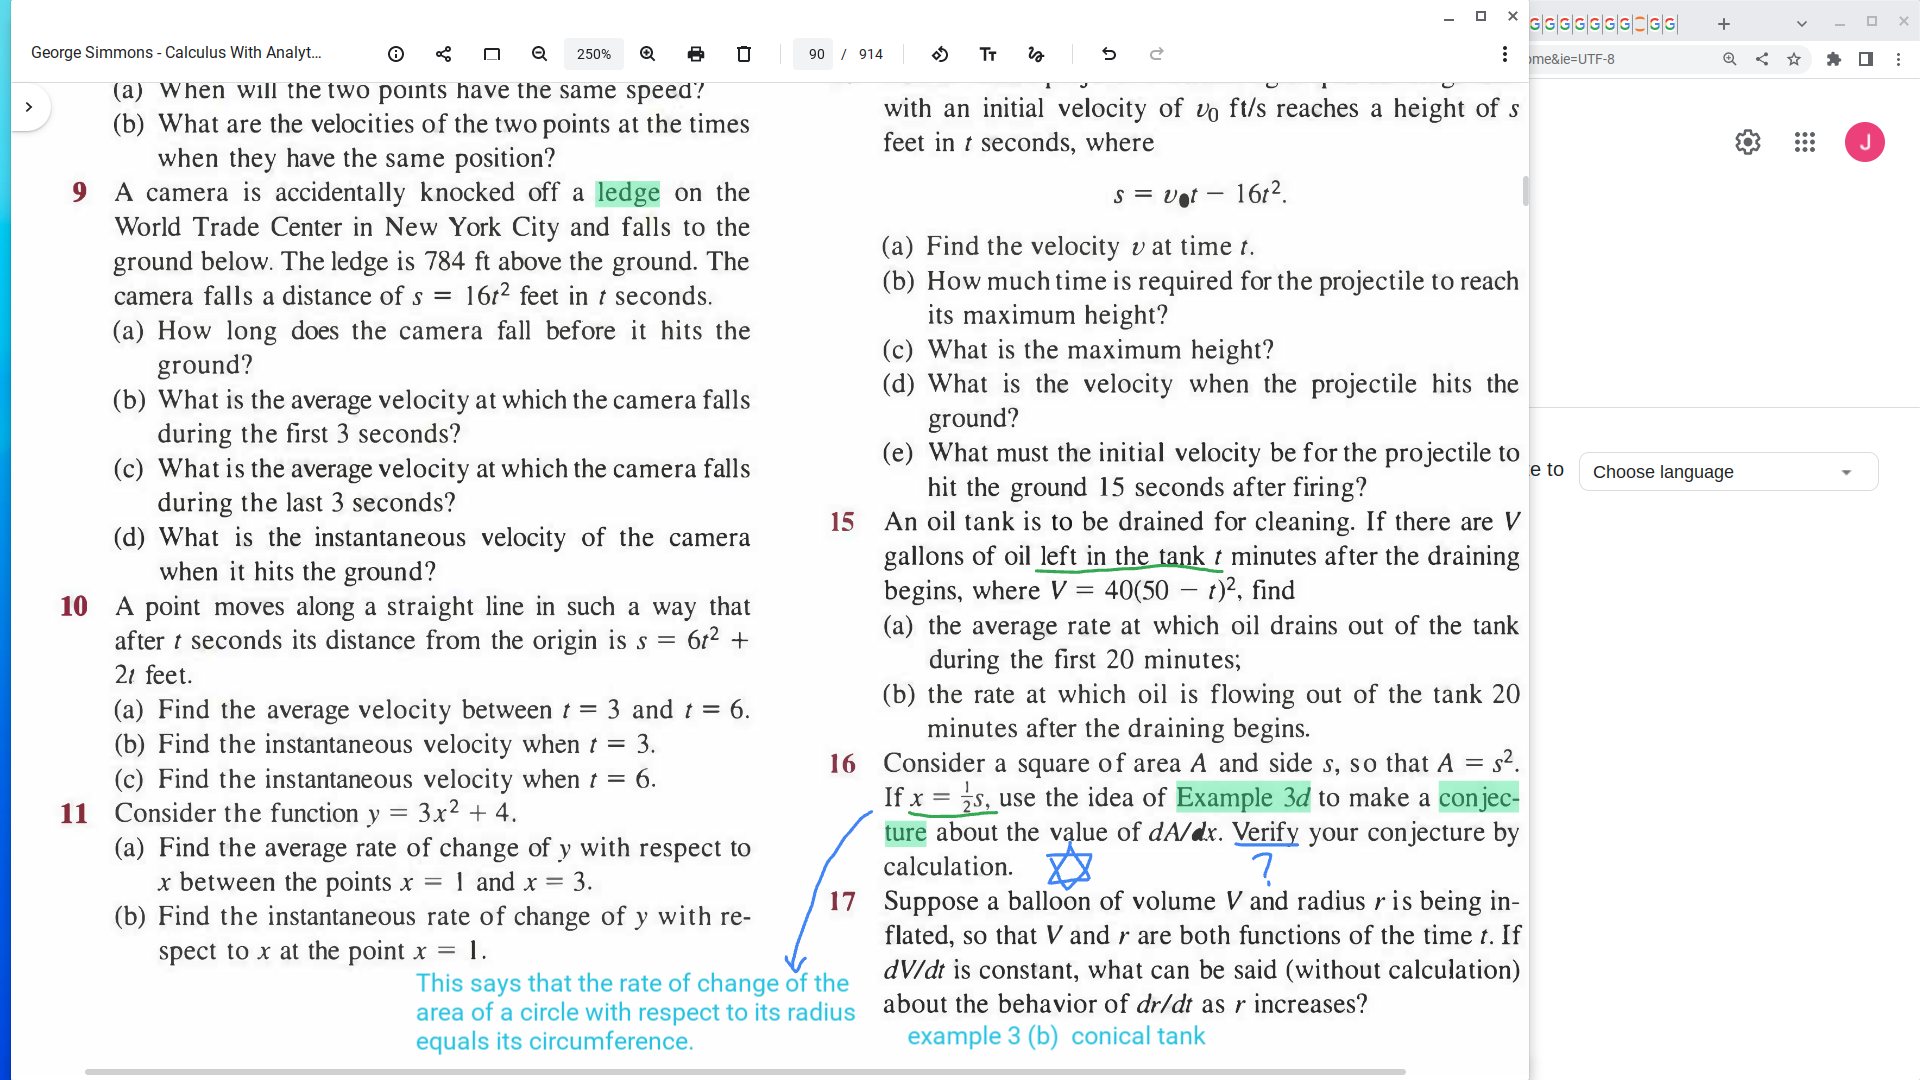 George Simmons - Calculus With Analyt...
250%
90 / 914
ome&ie=UTF-8
J
e to
Choose language
(a) When will the two points have the same speed?
(b) What are the velocities of the two points at the times
when they have the same position?
9 A camera is accidentally knocked off a ledge on the
World Trade Center in New York City and falls to the
ground below. The ledge is 784 ft above the ground. The
camera falls a distance of s = 16t² feet in t seconds.
(a) How long does the camera fall before it hits the
ground?
(b) What is the average velocity at which the camera falls
during the first 3 seconds?
(c) What is the average velocity at which the camera falls
during the last 3 seconds?
(d) What is the instantaneous velocity of the camera
when it hits the ground?
10 A point moves along a straight line in such a way that
after t seconds its distance from the origin is s = 6t² +
2t feet.
(a) Find the average velocity between t = 3 and t = 6.
(b) Find the instantaneous velocity when t = 3.
(c) Find the instantaneous velocity when t = 6.
11 Consider the function y = 3x² + 4.
(a) Find the average rate of change of y with respect to
x between the points x = 1 and x = 3.
(b) Find the instantaneous rate of change of y with re-
spect to x at the point x = 1.
This says that the rate of change of the
area of a circle with respect to its radius
equals its circumference.
with an initial velocity of v₀ ft/s reaches a height of s
feet in t seconds, where
s = v₀t − 16t².
(a) Find the velocity v at time t.
(b) How much time is required for the projectile to reach
its maximum height?
(c) What is the maximum height?
(d) What is the velocity when the projectile hits the
ground?
(e) What must the initial velocity be for the projectile to
hit the ground 15 seconds after firing?
15 An oil tank is to be drained for cleaning. If there are V
gallons of oil left in the tank t minutes after the draining
begins, where V = 40(50 − t)², find
(a) the average rate at which oil drains out of the tank
during the first 20 minutes;
(b) the rate at which oil is flowing out of the tank 20
minutes after the draining begins.
16 Consider a square of area A and side s, so that A = s².
If x = ½s, use the idea of Example 3d to make a conjec-
ture about the value of dA/dx. Verify your conjecture by
calculation.
?
17 Suppose a balloon of volume V and radius r is being in-
flated, so that V and r are both functions of the time t. If
dV/dt is constant, what can be said (without calculation)
about the behavior of dr/dt as r increases?
example 3 (b) conical tank